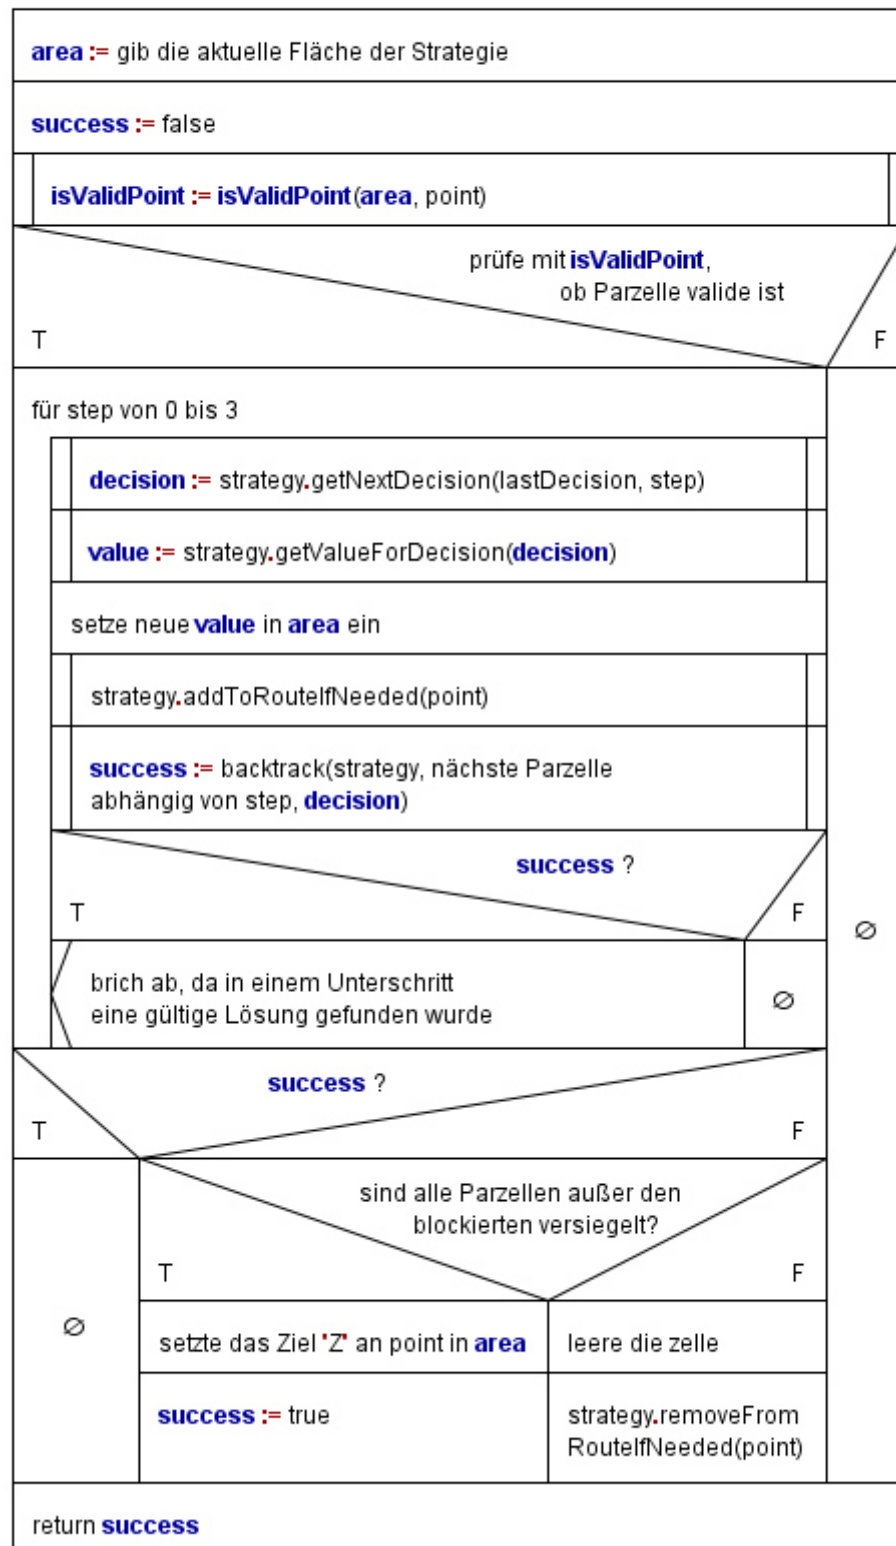 area := gib die aktuelle Fläche der Strategie
success := false
isValidPoint := isValidPoint(area, point)
prüfe mit isValidPoint,
ob Parzelle valide ist
T
F
für step von 0 bis 3
decision := strategy.getNextDecision(lastDecision, step)
value := strategy.getValueForDecision(decision)
setze neue value in area ein
strategy.addToRouteIfNeeded(point)
success := backtrack(strategy, nächste Parzelle
abhängig von step, decision)
success ?
T
F
∅
brich ab, da in einem Unterschritt
eine gültige Lösung gefunden wurde
∅
success ?
T
F
sind alle Parzellen außer den
blockierten versiegelt?
T
F
∅
setzte das Ziel 'Z' an point in area
leere die zelle
success := true
strategy.removeFrom
RouteIfNeeded(point)
return success